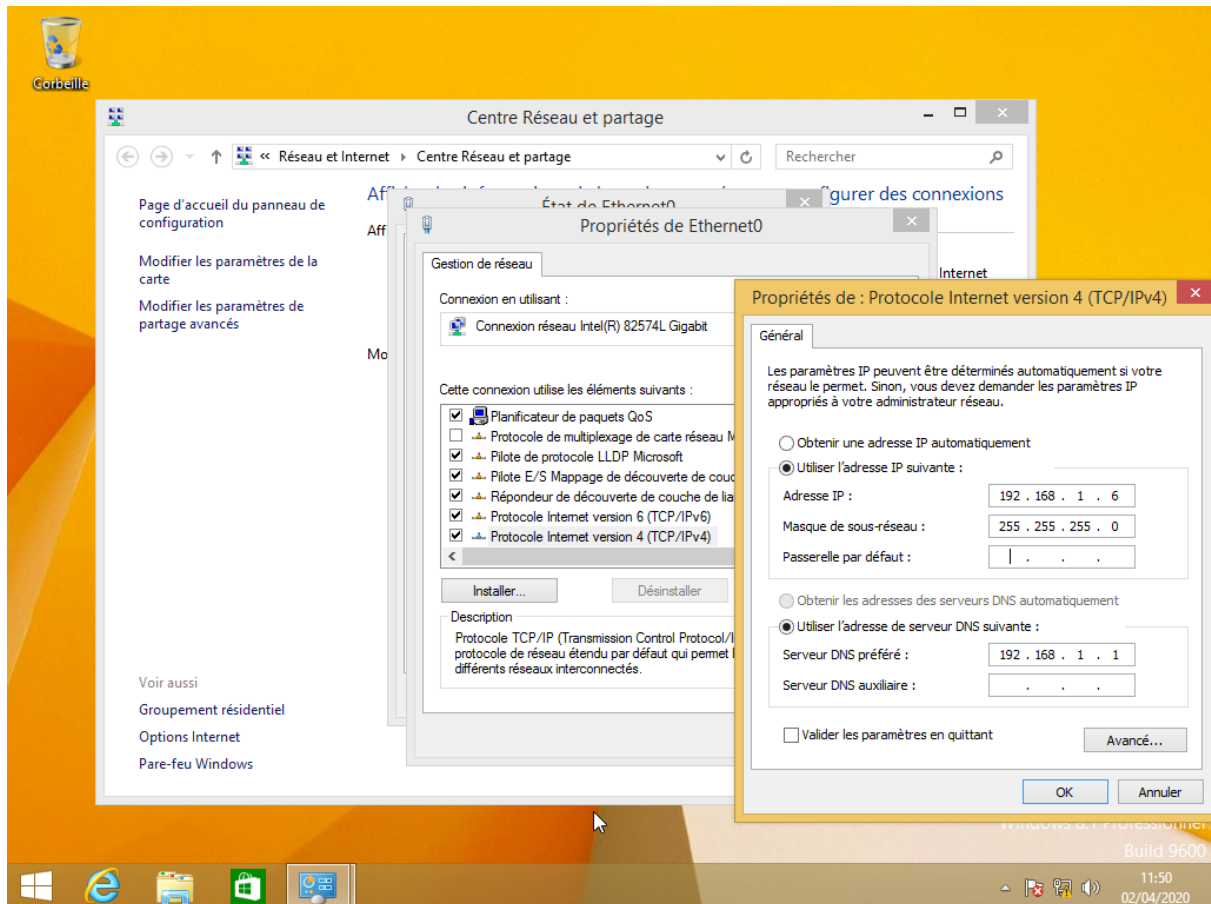 Corbeille
Centre Réseau et partage
« Réseau et Internet
Centre Réseau et partage
Rechercher
Page d'accueil du panneau de
configuration
Modifier les paramètres de la
carte
Modifier les paramètres de
partage avancés
Voir aussi
Groupement résidentiel
Options Internet
Pare-feu Windows
Aff
gurer des connexions
Aff
Internet
Mo
État de Ethernet0
Propriétés de Ethernet0
Gestion de réseau
Connexion en utilisant :
Connexion réseau Intel(R) 82574L Gigabit
Cette connexion utilise les éléments suivants :
Planificateur de paquets QoS
Protocole de multiplexage de carte réseau M
Pilote de protocole LLDP Microsoft
Pilote E/S Mappage de découverte de couc
Répondeur de découverte de couche de lia
Protocole Internet version 6 (TCP/IPv6)
Protocole Internet version 4 (TCP/IPv4)
Installer...
Désinstaller
Description
Protocole TCP/IP (Transmission Control Protocol/I
protocole de réseau étendu par défaut qui permet l
différents réseaux interconnectés.
Propriétés de : Protocole Internet version 4 (TCP/IPv4)
Général
Les paramètres IP peuvent être déterminés automatiquement si votre
réseau le permet. Sinon, vous devez demander les paramètres IP
appropriés à votre administrateur réseau.
Obtenir une adresse IP automatiquement
Utiliser l'adresse IP suivante :
Adresse IP : 192 . 168 . 1 . 6
Masque de sous-réseau : 255 . 255 . 255 . 0
Passerelle par défaut : . . .
Obtenir les adresses des serveurs DNS automatiquement
Utiliser l'adresse de serveur DNS suivante :
Serveur DNS préféré : 192 . 168 . 1 . 1
Serveur DNS auxiliaire : . . .
Valider les paramètres en quittant
Avancé...
OK
Annuler
Windows 8.1 Professionnel
Build 9600
11:50
02/04/2020